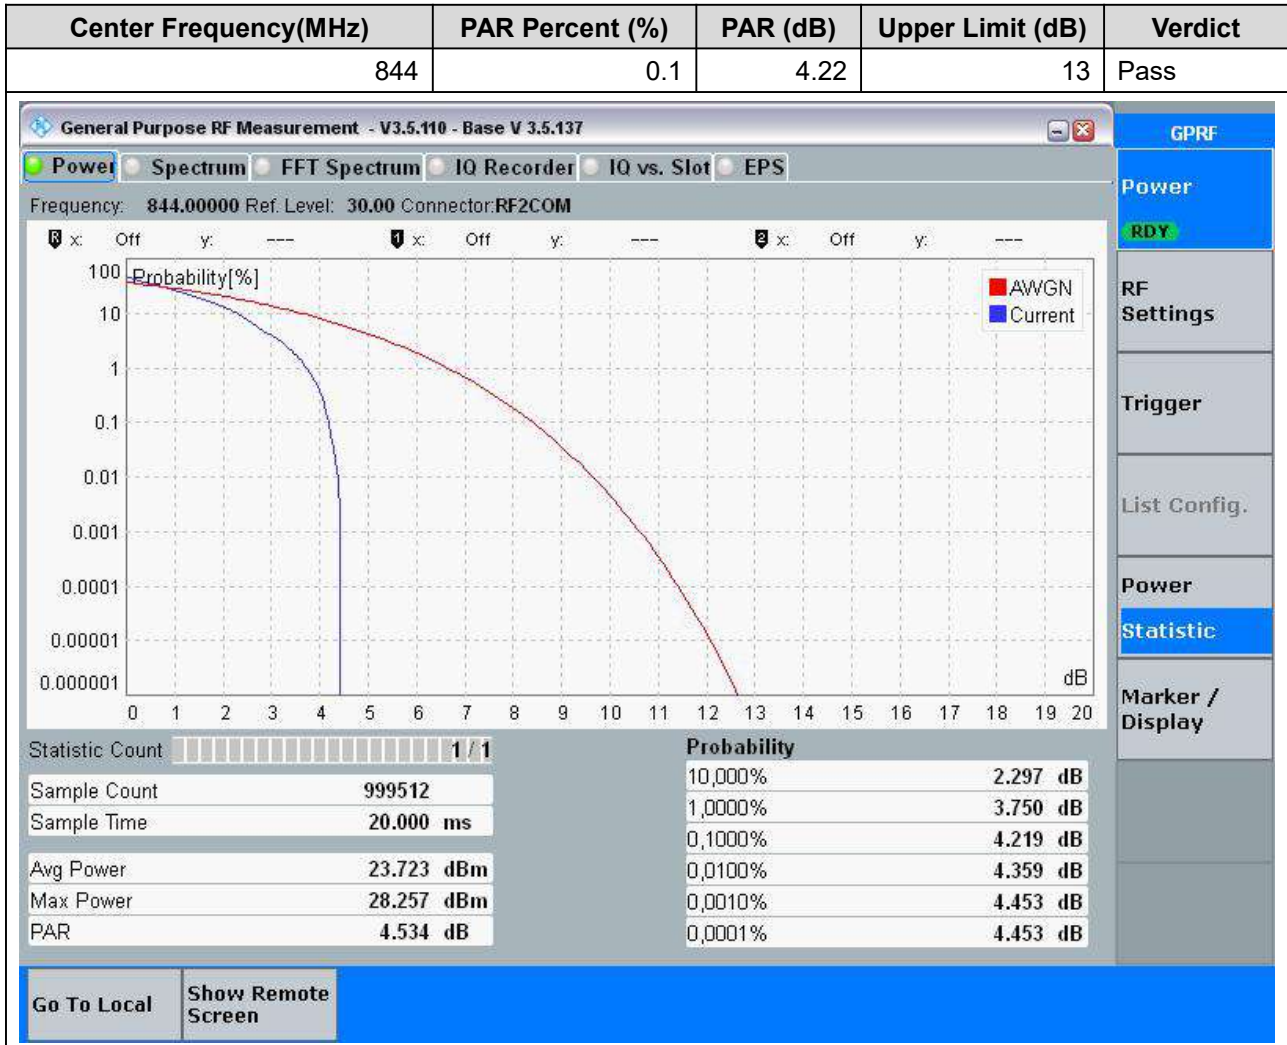 Center Frequency(MHz) PAR Percent (%) PAR (dB) Upper Limit (dB) Verdict
844 0.1 4.22 13 Pass
General Purpose RF Measurement - V3.5.110 - Base V 3.5.137
GPRF
Power Spectrum FFT Spectrum IQ Recorder IQ vs. Slot EPS
Frequency: 844.00000 Ref. Level: 30.00 Connector:RF2COM
R x: Off y: --- 1 x: Off y: --- 2 x: Off y: ---
Probability[%]
AWGN
Current
100
10
1
0.1
0.01
0.001
0.0001
0.00001
0.000001
dB
0 1 2 3 4 5 6 7 8 9 10 11 12 13 14 15 16 17 18 19 20
Statistic Count 1 / 1
Sample Count 999512
Sample Time 20.000 ms
Avg Power 23.723 dBm
Max Power 28.257 dBm
PAR 4.534 dB
Probability
10,000% 2.297 dB
1,0000% 3.750 dB
0,1000% 4.219 dB
0,0100% 4.359 dB
0,0010% 4.453 dB
0,0001% 4.453 dB
Power
RDY
RF
Settings
Trigger
List Config.
Power
Statistic
Marker /
Display
Go To Local
Show Remote
Screen